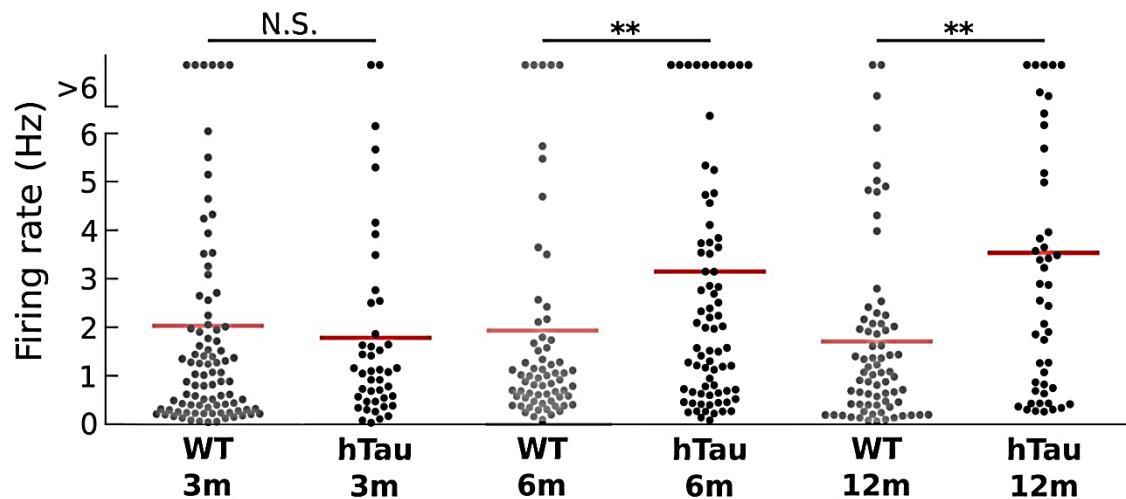 N.S.
**
**
Firing rate (Hz)
>6
6
5
4
3
2
1
0
WT
3m
hTau
3m
WT
6m
hTau
6m
WT
12m
hTau
12m